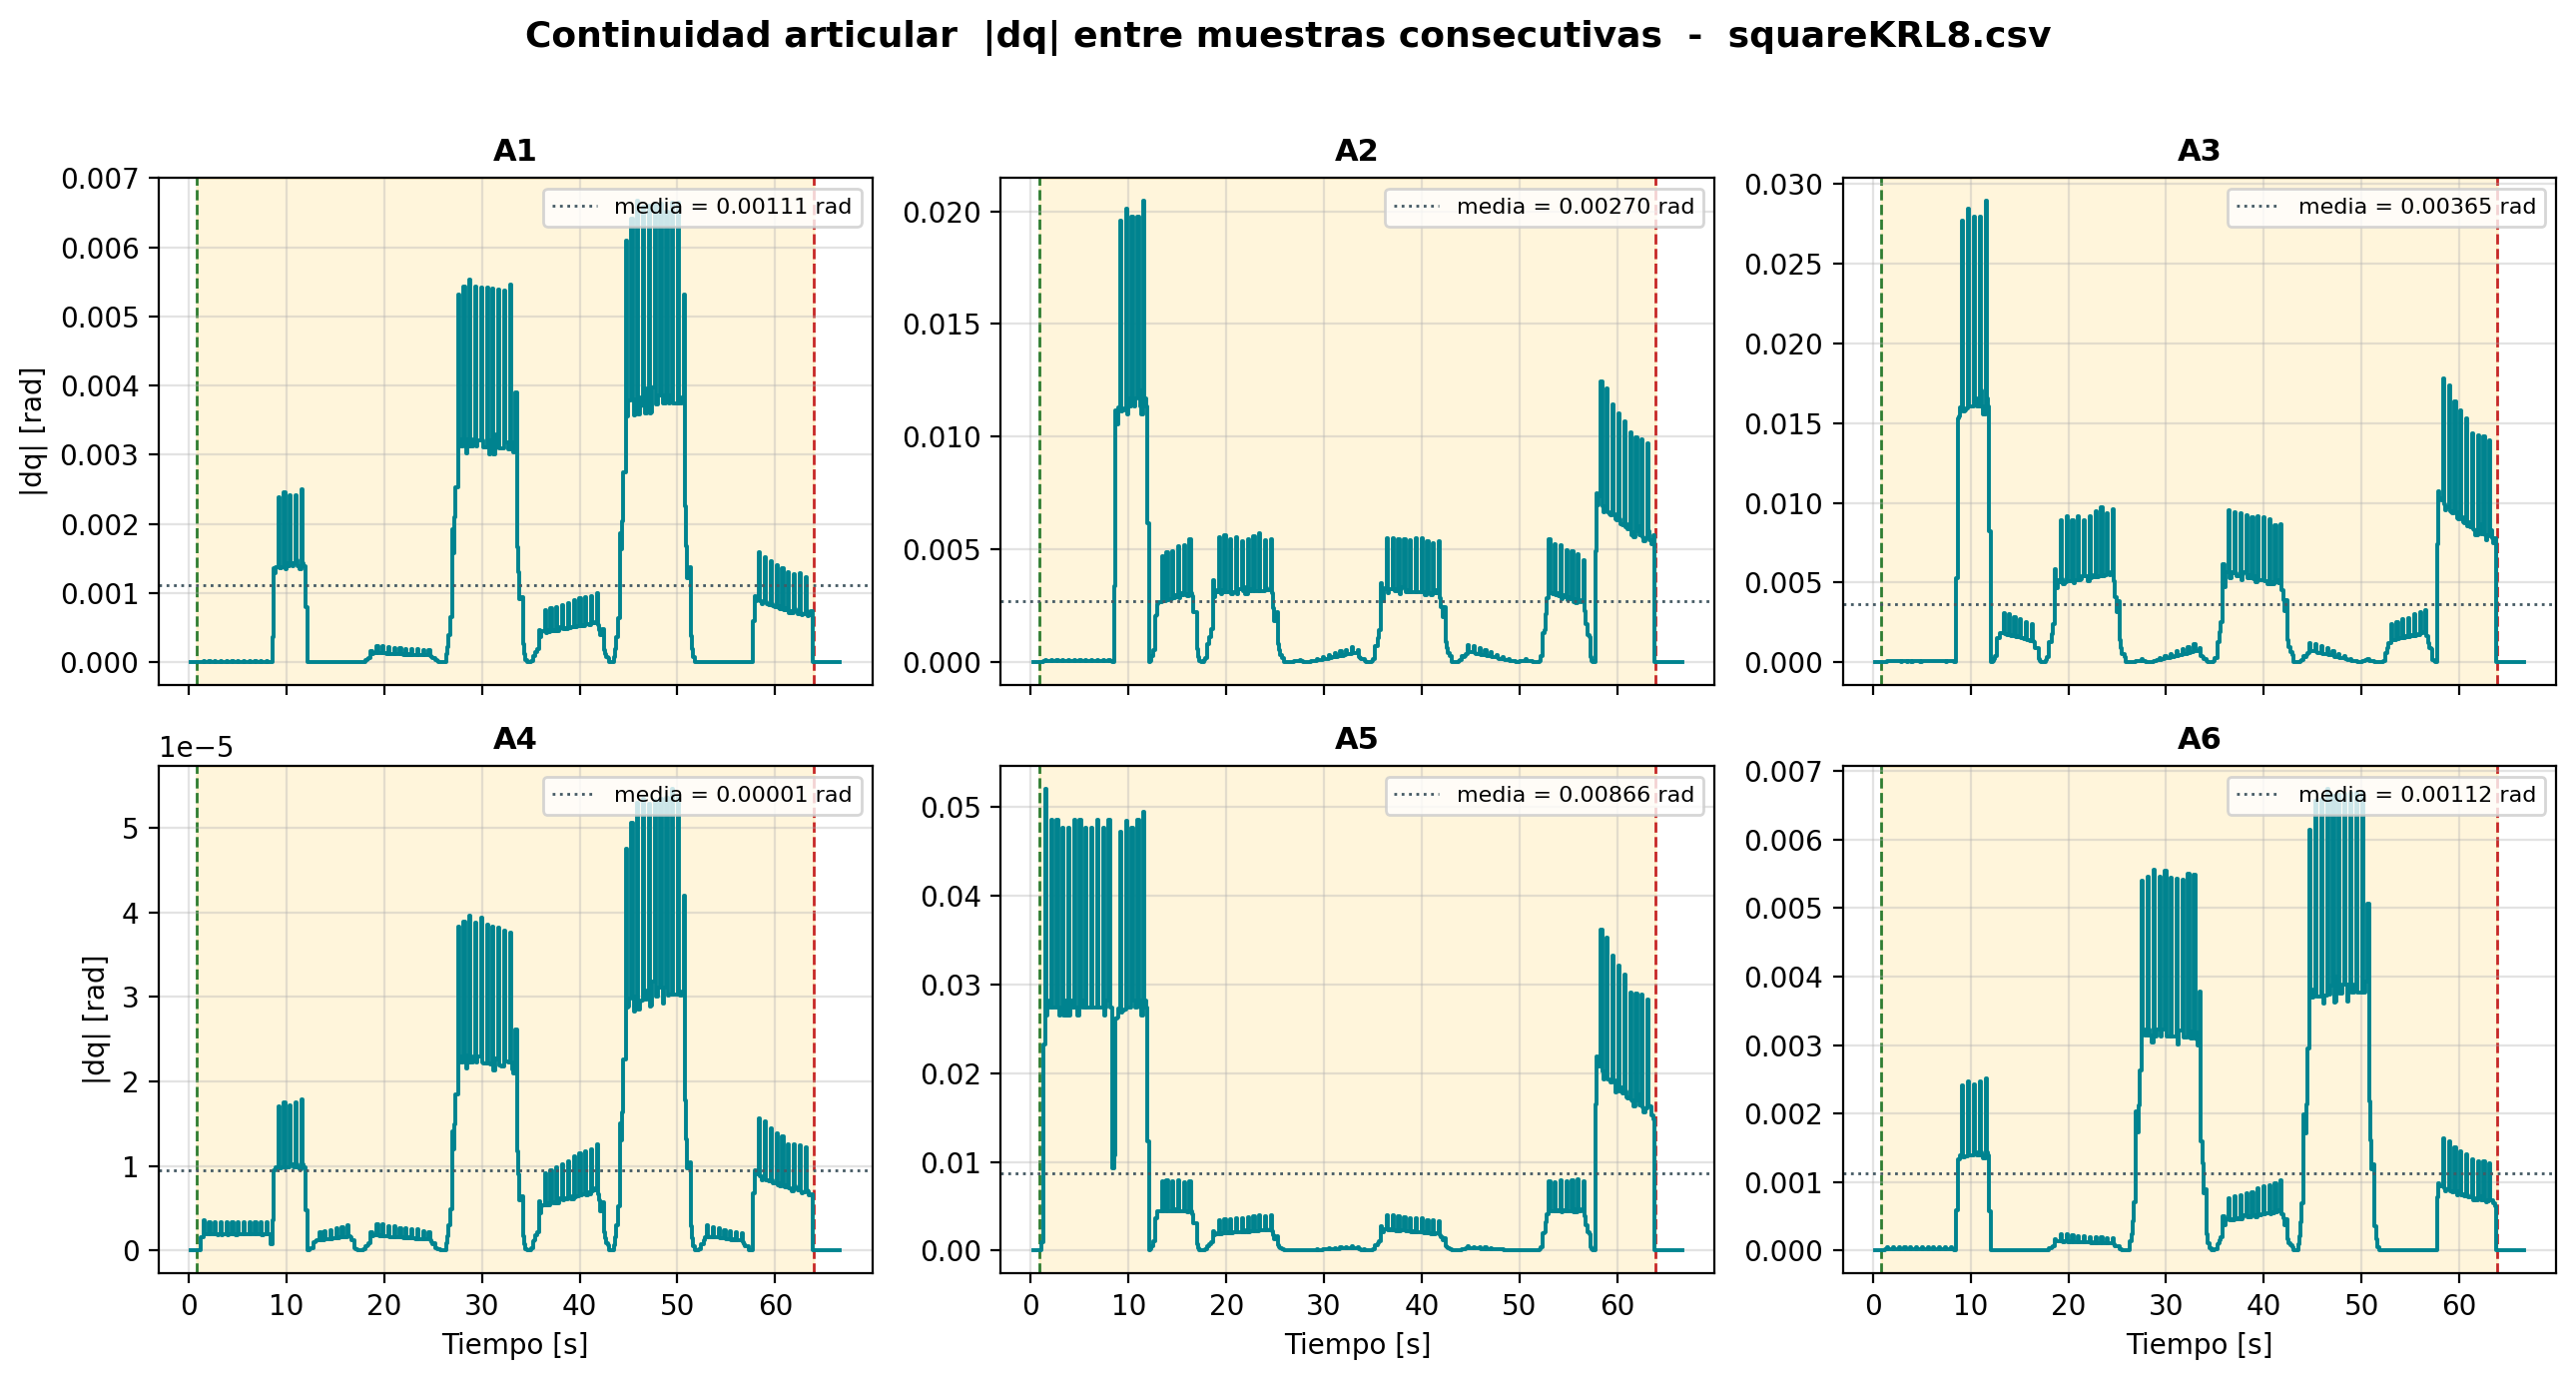 Continuidad articular  |dq| entre muestras consecutivas  -  squareKRL8.csv
A1
A2
A3
|dq| [rad]
0.007
0.006
0.005
0.004
0.003
0.002
0.001
0.000
media = 0.00111 rad
0.020
0.015
0.010
0.005
0.000
media = 0.00270 rad
0.030
0.025
0.020
0.015
0.010
0.005
0.000
media = 0.00365 rad
A4
A5
A6
1e−5
|dq| [rad]
5
4
3
2
1
0
media = 0.00001 rad
0 10 20 30 40 50 60
Tiempo [s]
0.05
0.04
0.03
0.02
0.01
0.00
media = 0.00866 rad
0 10 20 30 40 50 60
Tiempo [s]
0.007
0.006
0.005
0.004
0.003
0.002
0.001
0.000
media = 0.00112 rad
0 10 20 30 40 50 60
Tiempo [s]